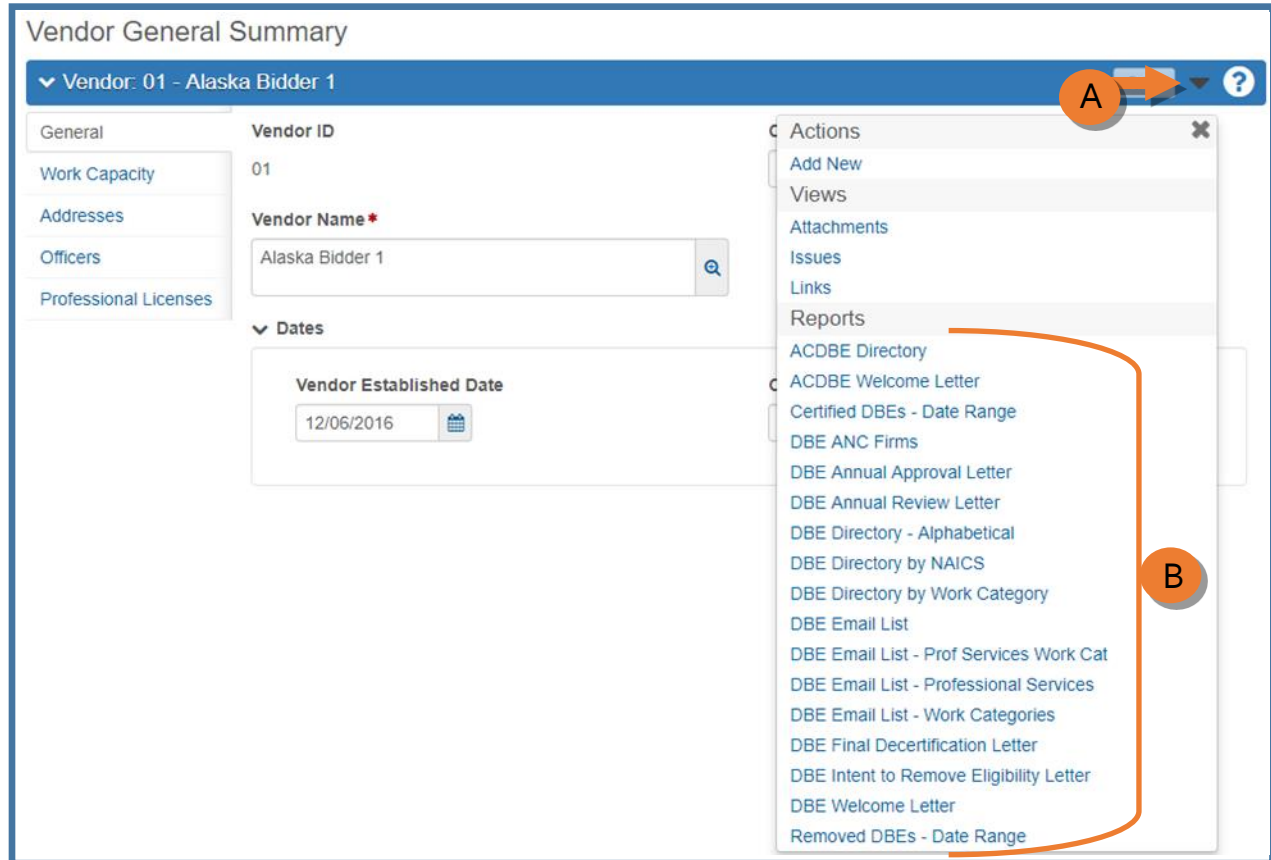 Vendor General Summary
Vendor: 01 - Alaska Bidder 1
A
?
General
Work Capacity
Addresses
Officers
Professional Licenses
Vendor ID
01
Vendor Name*
Alaska Bidder 1
Dates
Vendor Established Date
12/06/2016
Actions
Add New
Views
Attachments
Issues
Links
Reports
ACDBE Directory
ACDBE Welcome Letter
Certified DBEs - Date Range
DBE ANC Firms
DBE Annual Approval Letter
DBE Annual Review Letter
DBE Directory - Alphabetical
DBE Directory by NAICS
DBE Directory by Work Category
DBE Email List
DBE Email List - Prof Services Work Cat
DBE Email List - Professional Services
DBE Email List - Work Categories
DBE Final Decertification Letter
DBE Intent to Remove Eligibility Letter
DBE Welcome Letter
Removed DBEs - Date Range
B